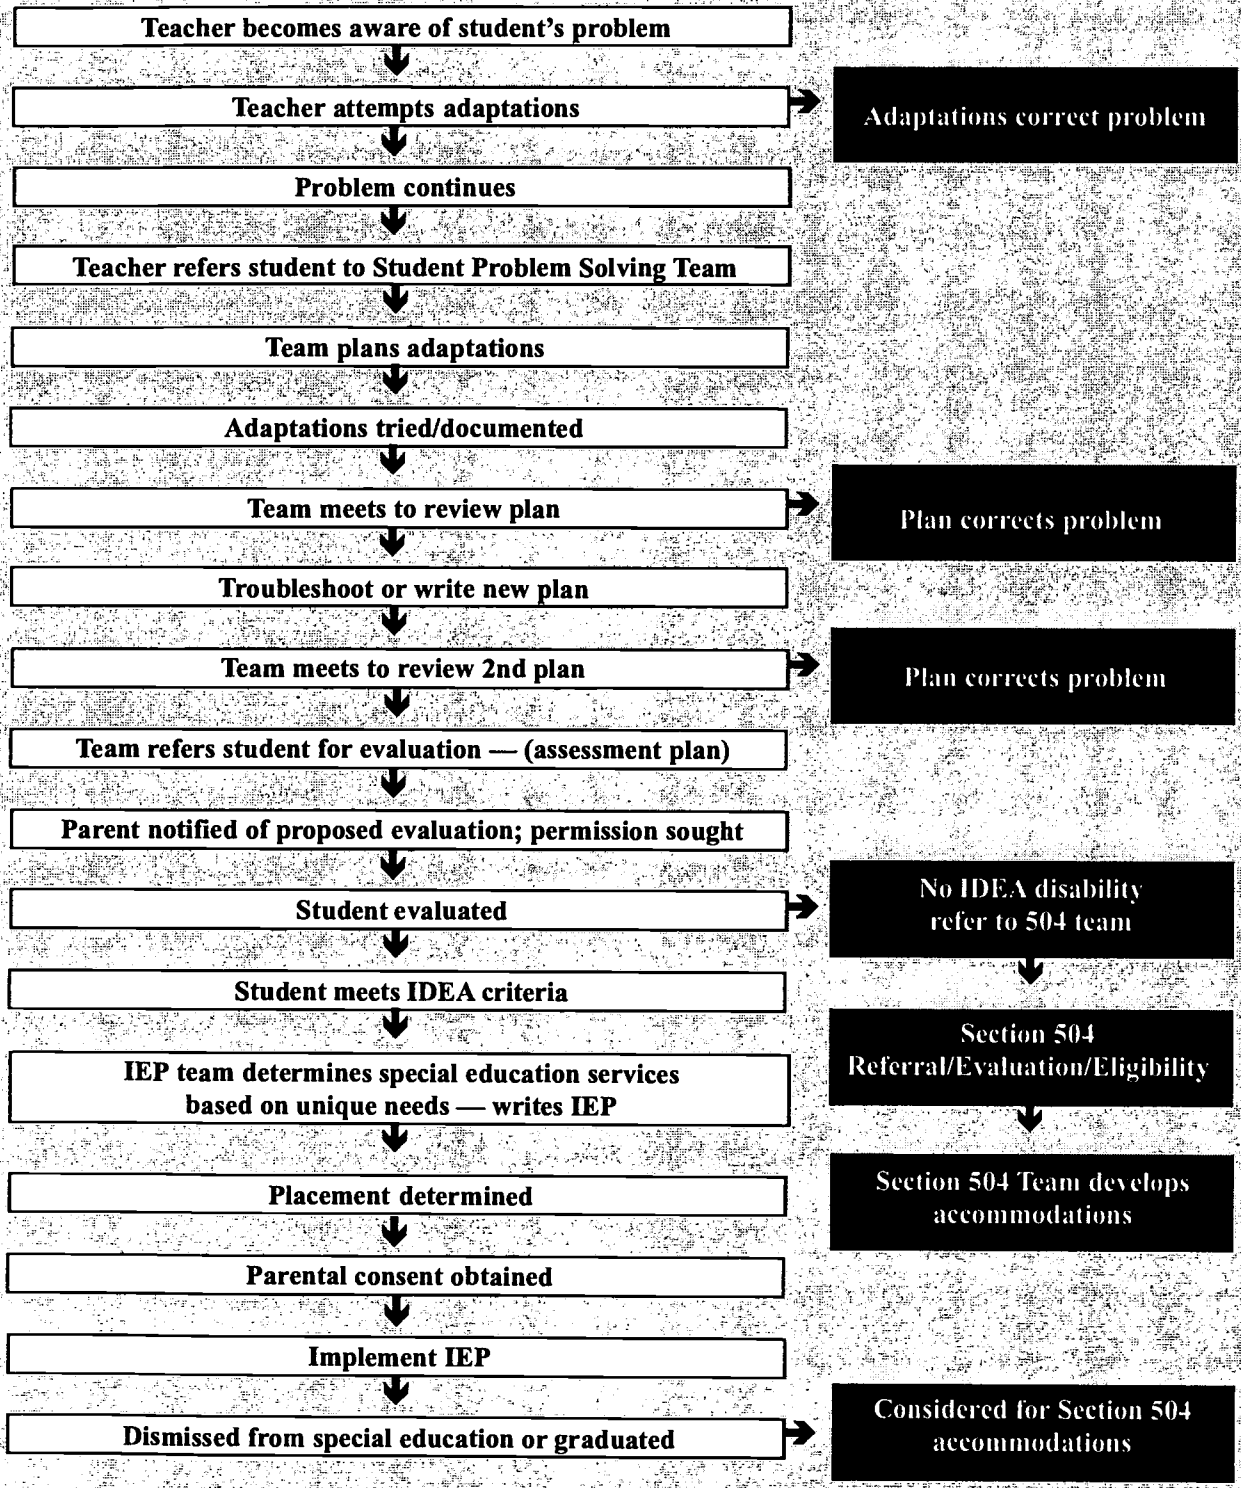 Teacher becomes aware of student's problem
Teacher attempts adaptations
Adaptations correct problem
Problem continues
Teacher refers student to Student Problem Solving Team
Team plans adaptations
Adaptations tried/documented
Team meets to review plan
Plan corrects problem
Troubleshoot or write new plan
Team meets to review 2nd plan
Plan corrects problem
Team refers student for evaluation — (assessment plan)
Parent notified of proposed evaluation; permission sought
Student evaluated
No IDEA disability
refer to 504 team
Student meets IDEA criteria
Section 504
Referral/Evaluation/Eligibility
IEP team determines special education services
based on unique needs — writes IEP
Placement determined
Section 504 Team develops
accommodations
Parental consent obtained
Implement IEP
Dismissed from special education or graduated
Considered for Section 504
accommodations